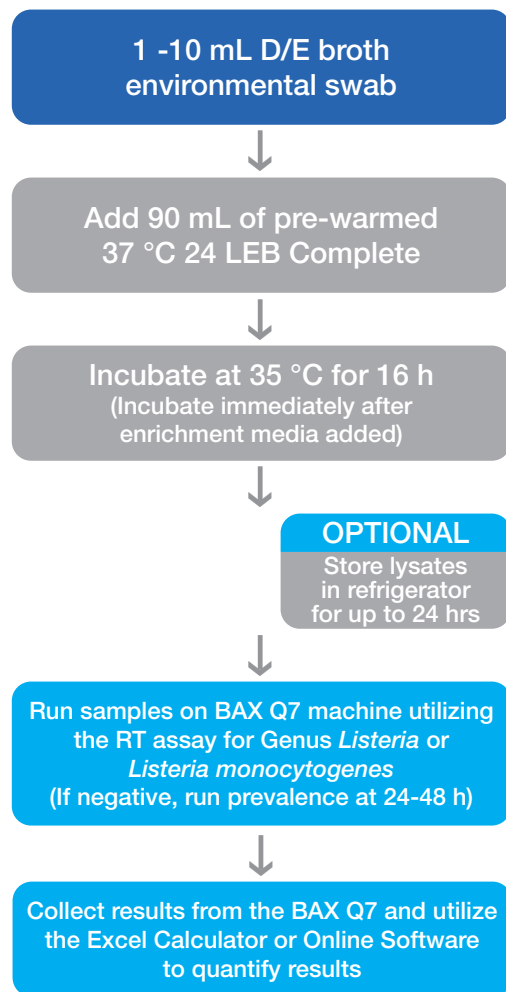 1 -10 mL D/E broth
environmental swab
Add 90 mL of pre-warmed
37 °C 24 LEB Complete
Incubate at 35 °C for 16 h
(Incubate immediately after
enrichment media added)
OPTIONAL
Store lysates
in refrigerator
for up to 24 hrs
Run samples on BAX Q7 machine utilizing
the RT assay for Genus Listeria or
Listeria monocytogenes
(If negative, run prevalence at 24-48 h)
Collect results from the BAX Q7 and utilize
the Excel Calculator or Online Software
to quantify results